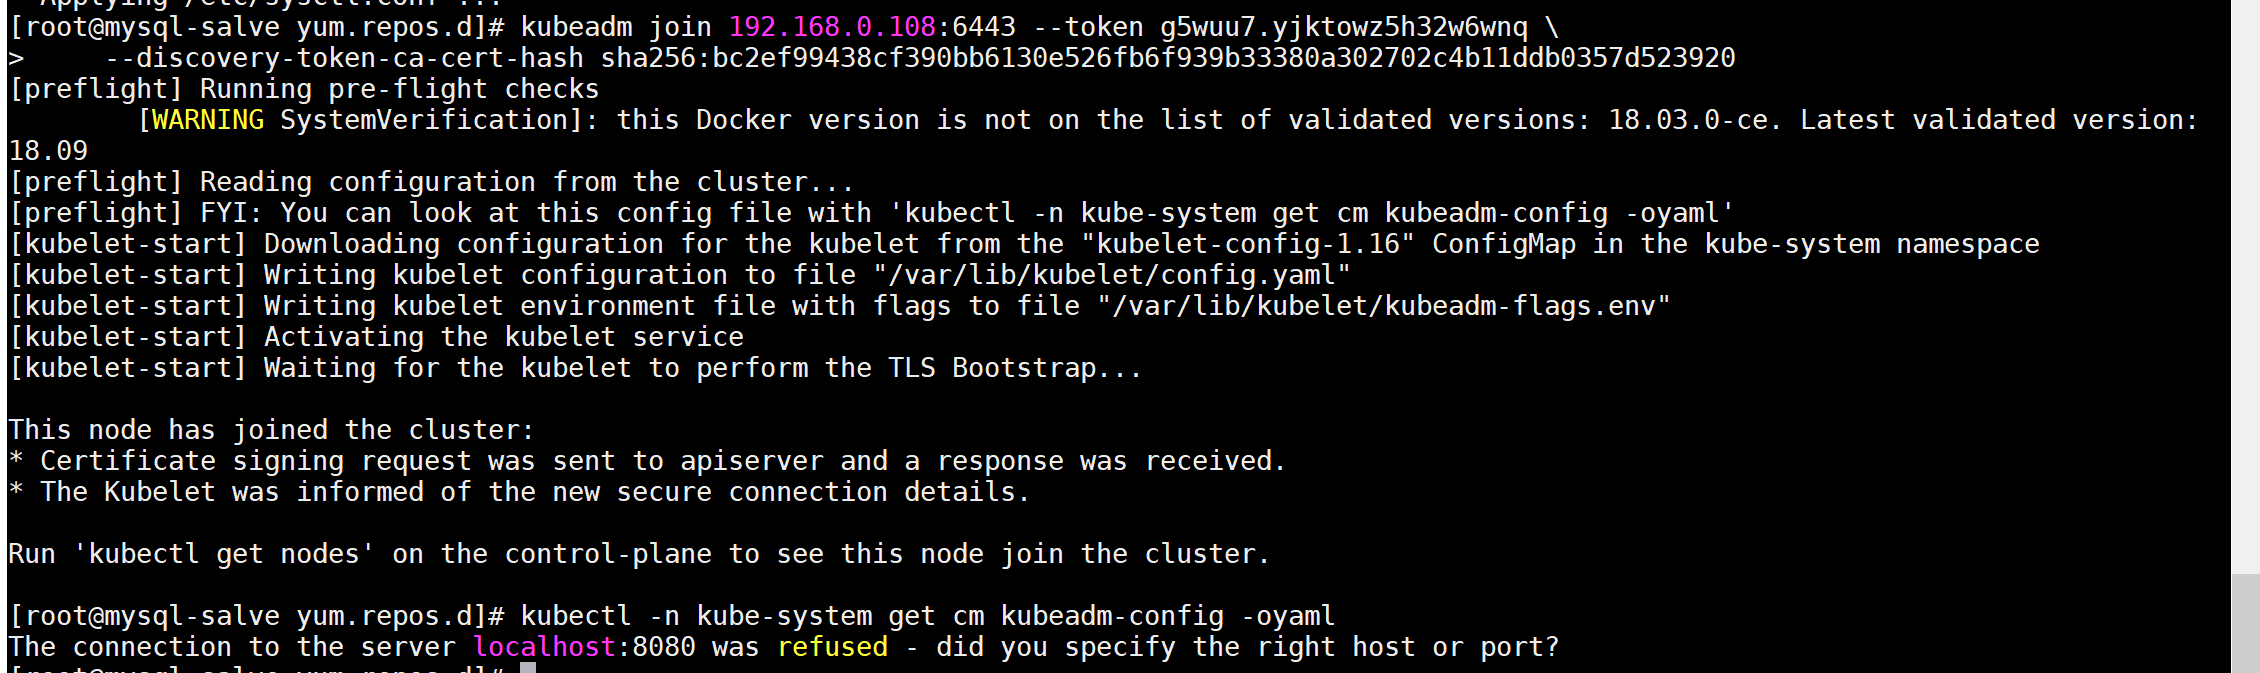 Applying /etc/sysctl.conf ...
[root@mysql-salve yum.repos.d]# kubeadm join 192.168.0.108:6443 --token g5wuu7.yjktowz5h32w6wnq \
>     --discovery-token-ca-cert-hash sha256:bc2ef99438cf390bb6130e526fb6f939b33380a302702c4b11ddb0357d523920
[preflight] Running pre-flight checks
        [WARNING SystemVerification]: this Docker version is not on the list of validated versions: 18.03.0-ce. Latest validated version:
18.09
[preflight] Reading configuration from the cluster...
[preflight] FYI: You can look at this config file with 'kubectl -n kube-system get cm kubeadm-config -oyaml'
[kubelet-start] Downloading configuration for the kubelet from the "kubelet-config-1.16" ConfigMap in the kube-system namespace
[kubelet-start] Writing kubelet configuration to file "/var/lib/kubelet/config.yaml"
[kubelet-start] Writing kubelet environment file with flags to file "/var/lib/kubelet/kubeadm-flags.env"
[kubelet-start] Activating the kubelet service
[kubelet-start] Waiting for the kubelet to perform the TLS Bootstrap...

This node has joined the cluster:
* Certificate signing request was sent to apiserver and a response was received.
* The Kubelet was informed of the new secure connection details.

Run 'kubectl get nodes' on the control-plane to see this node join the cluster.

[root@mysql-salve yum.repos.d]# kubectl -n kube-system get cm kubeadm-config -oyaml
The connection to the server localhost:8080 was refused - did you specify the right host or port?
[root@mysql-salve yum.repos.d]#